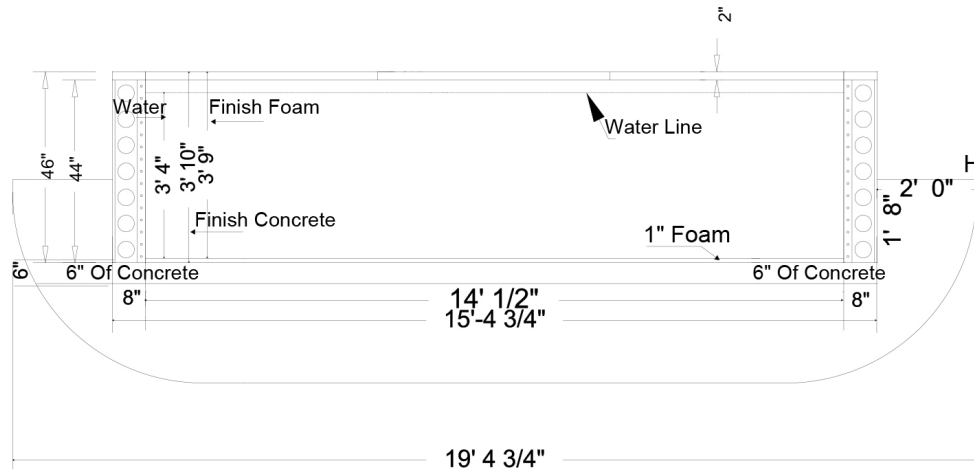 2"
Water
Finish Foam
Water Line
46"
44"
3' 4"
3' 10"
3' 9"
H
2' 0"
1' 8"
Finish Concrete
1" Foam
6"
6" Of Concrete
6" Of Concrete
8"
14' 1/2"
8"
15'-4 3/4"
19' 4 3/4"